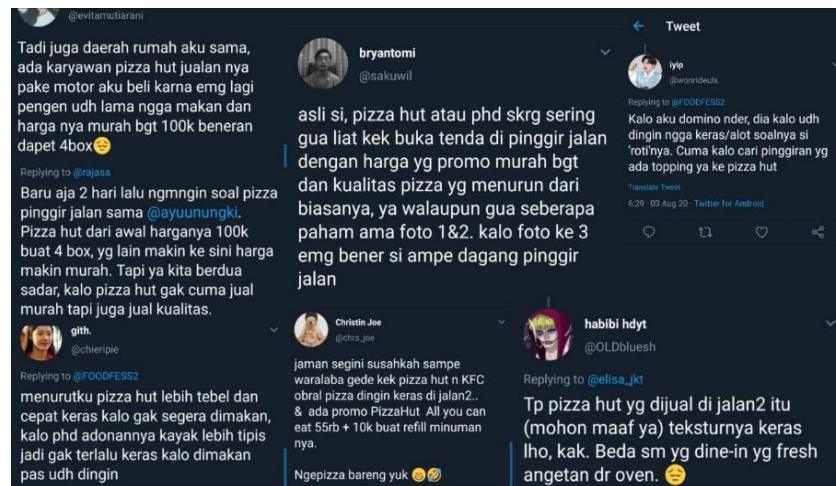 @evitamutiarani
Tadi juga daerah rumah aku sama,
ada karyawan pizza hut jualan nya
pake motor aku beli karna emg lagi
pengen udh lama ngga makan dan
harga nya murah bgt 100k beneran
dapet 4box😔
Replying to @rajasa
Baru aja 2 hari lalu ngmngin soal pizza
pinggir jalan sama @ayuunungki.
Pizza hut dari awal harganya 100k
buat 4 box, yg lain makin ke sini harga
makin murah. Tapi ya kita berdua
sadar, kalo pizza hut gak cuma jual
murah tapi juga jual kualitas.
gith.
@chieripie
Replying to @FOODFESS2
menurutku pizza hut lebih tebel dan
cepat keras kalo gak segera dimakan,
kalo phd adonannya kayak lebih tipis
jadi gak terlalu keras kalo dimakan
pas udh dingin
bryantomi
@sakuwil
asli si, pizza hut atau phd skrg sering
gua liat kek buka tenda di pinggir jalan
dengan harga yg promo murah bgt
dan kualitas pizza yg menurun dari
biasanya, ya walaupun gua seberapa
paham ama foto 1&2. kalo foto ke 3
emg bener si ampe dagang pinggir
jalan
Christin Joe
@chrs_joe
jaman segini susahkah sampe
waralaba gede kek pizza hut n KFC
obral pizza dingin keras di jalan2..
& ada promo PizzaHut All you can
eat 55rb + 10k buat refill minuman
nya.
Ngepizza bareng yuk 😁🤣
Tweet
iyip
@wonrideuls
Replying to @FOODFESS2
Kalo aku domino nder, dia kalo udh
dingin ngga keras/alot soalnya si
'roti'nya. Cuma kalo cari pinggiran yg
ada topping ya ke pizza hut
Translate Tweet
6:29 · 03 Aug 20 · Twitter for Android
habibi hdyt
@OLDbluesh
Replying to @elisa_jkt
Tp pizza hut yg dijual di jalan2 itu
(mohon maaf ya) teksturnya keras
lho, kak. Beda sm yg dine-in yg fresh
angetan dr oven. 😔